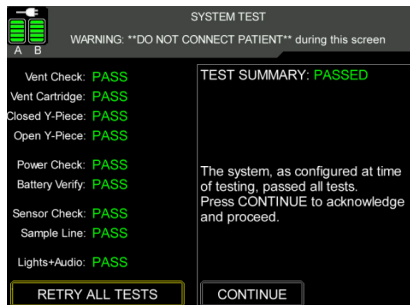 SYSTEM TEST
WARNING: **DO NOT CONNECT PATIENT** during this screen
A B
Vent Check: PASS
Vent Cartridge: PASS
Closed Y-Piece: PASS
Open Y-Piece: PASS
Power Check: PASS
Battery Verify: PASS
Sensor Check: PASS
Sample Line: PASS
Lights+Audio: PASS
RETRY ALL TESTS
TEST SUMMARY: PASSED
The system, as configured at time
of testing, passed all tests.
Press CONTINUE to acknowledge
and proceed.
CONTINUE